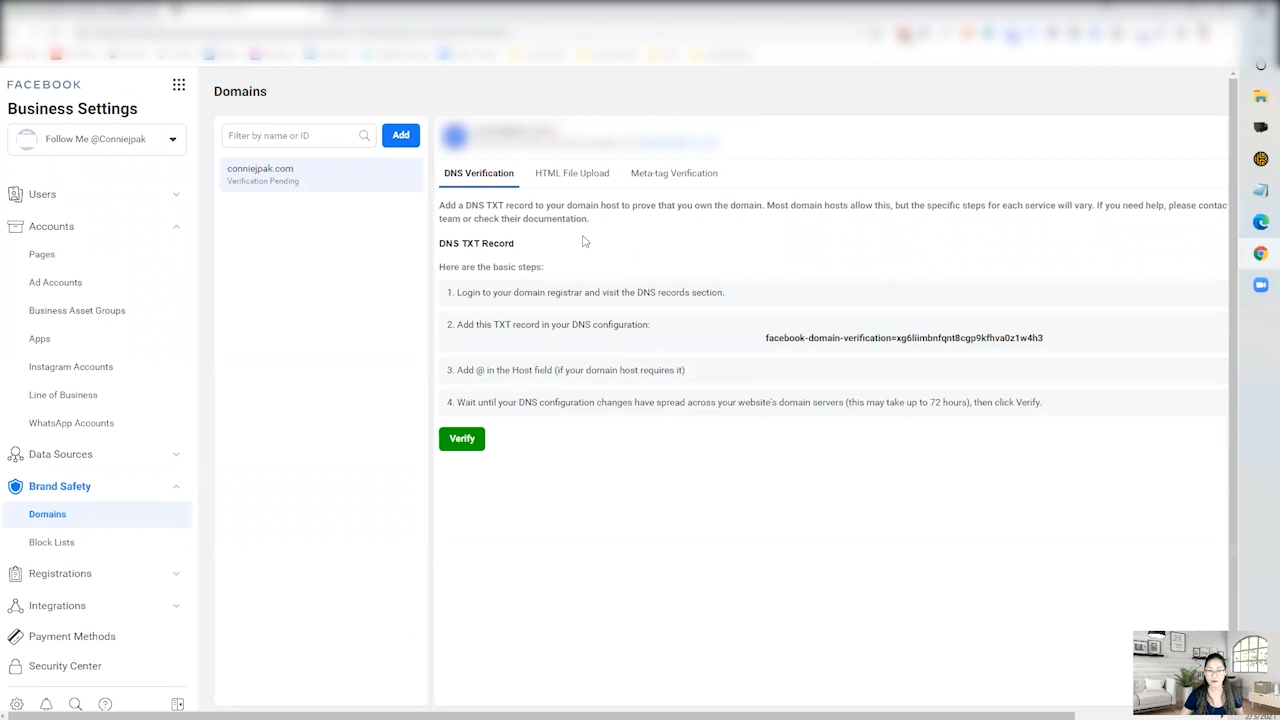 FACEBOOK
Business Settings
Follow Me @Conniejpak
Users
Accounts
Pages
Ad Accounts
Business Asset Groups
Apps
Instagram Accounts
Line of Business
WhatsApp Accounts
Data Sources
Brand Safety
Domains
Block Lists
Registrations
Integrations
Payment Methods
Security Center
Domains
Filter by name or ID
Add
conniejpak.com
Verification Pending
DNS Verification HTML File Upload Meta-tag Verification
Add a DNS TXT record to your domain host to prove that you own the domain. Most domain hosts allow this, but the specific steps for each service will vary. If you need help, please contac
team or check their documentation.
DNS TXT Record
Here are the basic steps:
1. Login to your domain registrar and visit the DNS records section.
2. Add this TXT record in your DNS configuration:
facebook-domain-verification=xg6liimbnfqnt8cgp9kfhva0z1w4h3
3. Add @ in the Host field (if your domain host requires it)
4. Wait until your DNS configuration changes have spread across your website's domain servers (this may take up to 72 hours), then click Verify.
Verify